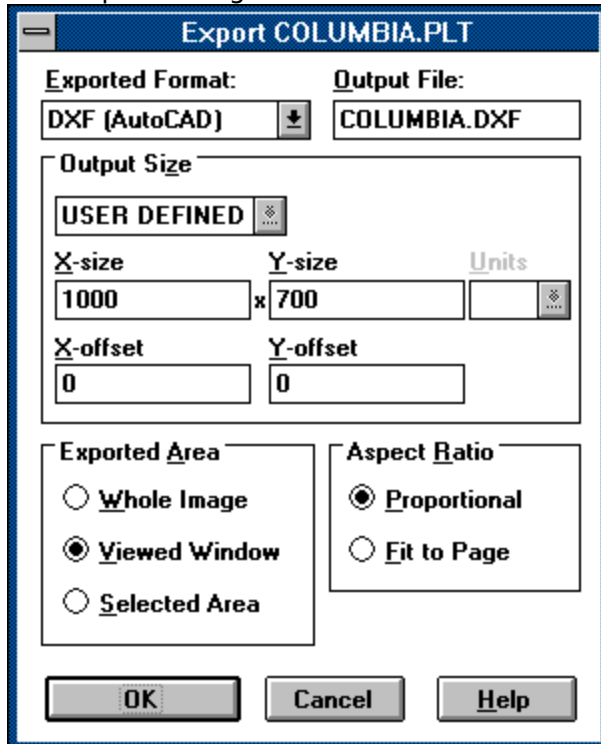 Export COLUMBIA.PLT
Exported Format: Output File:
DXF (AutoCAD) COLUMBIA.DXF
Output Size
USER DEFINED
X-size Y-size Units
1000 x 700
X-offset Y-offset
0 0
Exported Area Aspect Ratio
Whole Image Proportional
Viewed Window Fit to Page
Selected Area
OK Cancel Help